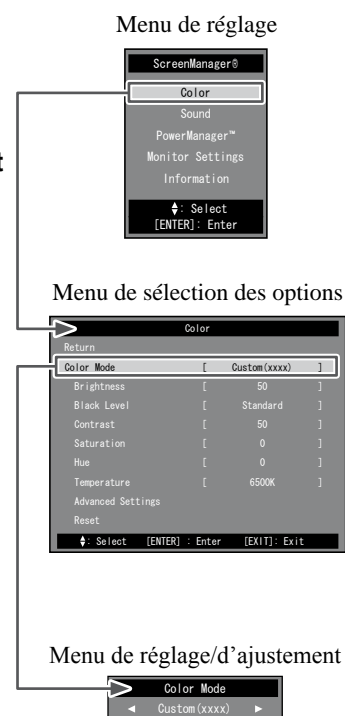 Menu de réglage
ScreenManager®
Color
Sound
PowerManager™
Monitor Settings
Information
: Select
[ENTER]: Enter
t
Menu de sélection des options
Color
Return
Color Mode [ Custom(xxxx) ]
Brightness [ 50 ]
Black Level [ Standard ]
Contrast [ 50 ]
Saturation [ 0 ]
Hue [ 0 ]
Temperature [ 6500K ]
Advanced Settings
Reset
: Select [ENTER] : Enter [EXIT]: Exit
Menu de réglage/d’ajustement
Color Mode
◄ Custom(xxxx) ►